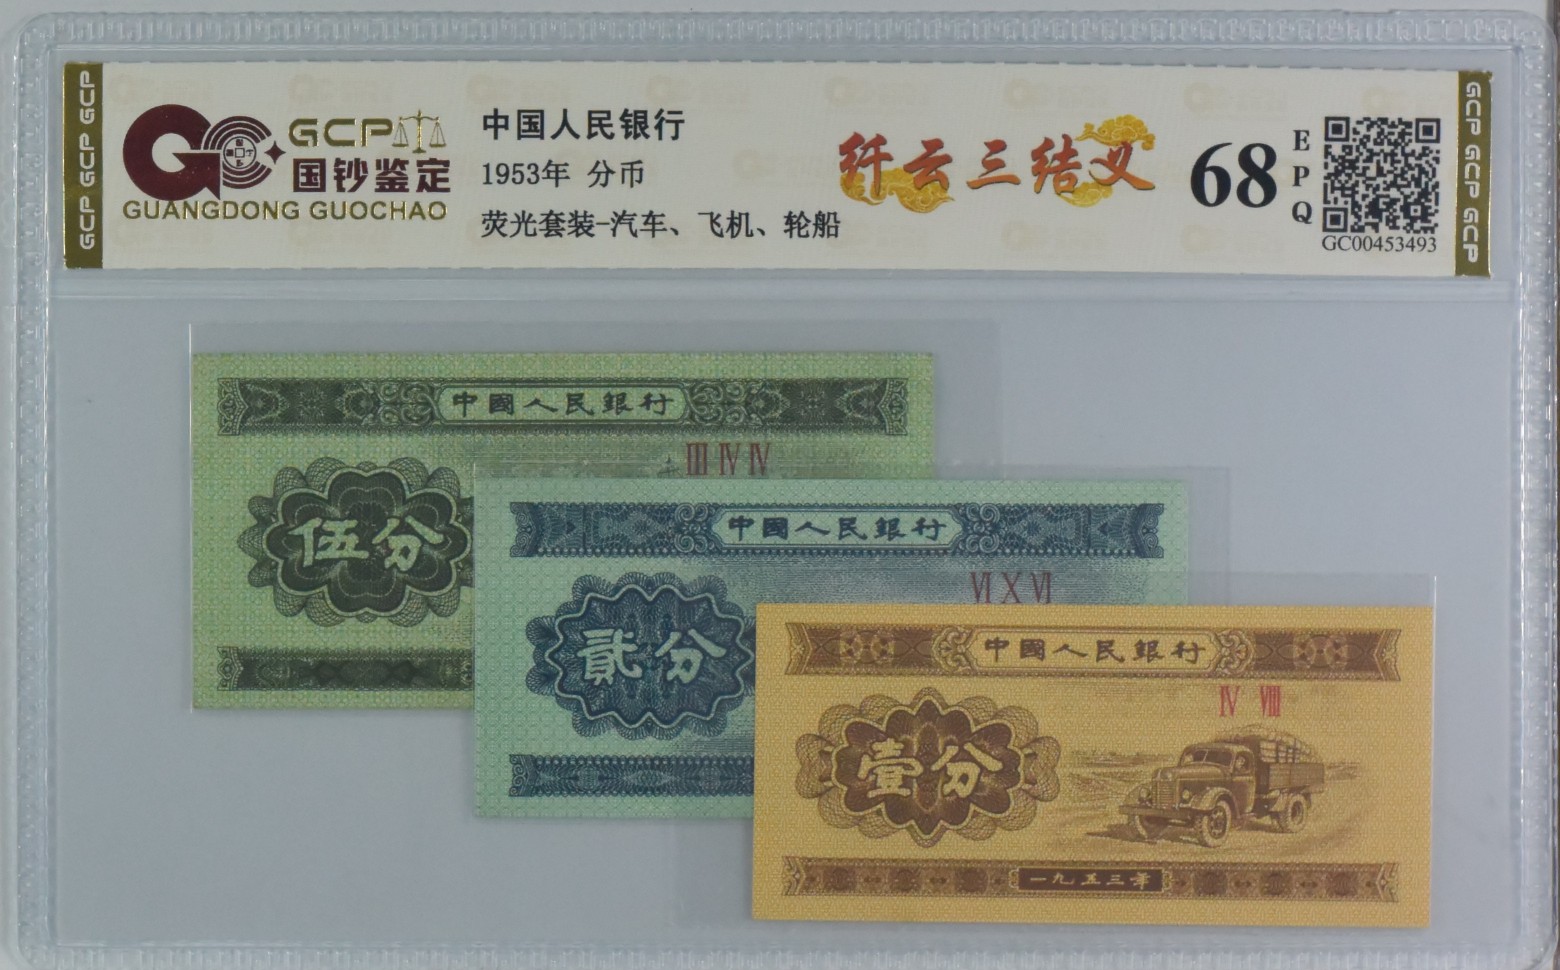 GCP GCP GCP
GCP
国钞鉴定
GUANGDONG GUOCHAO
中国人民银行
1953年 分币
荧光套装-汽车、飞机、轮船
纤云三结义
68
EPQ
GC00453493
GCP GCP GCP
中國人民銀行
III IV IV
伍分
中國人民銀行
VI X VI
貳分
中國人民銀行
IV VIII
壹分
一九五三年